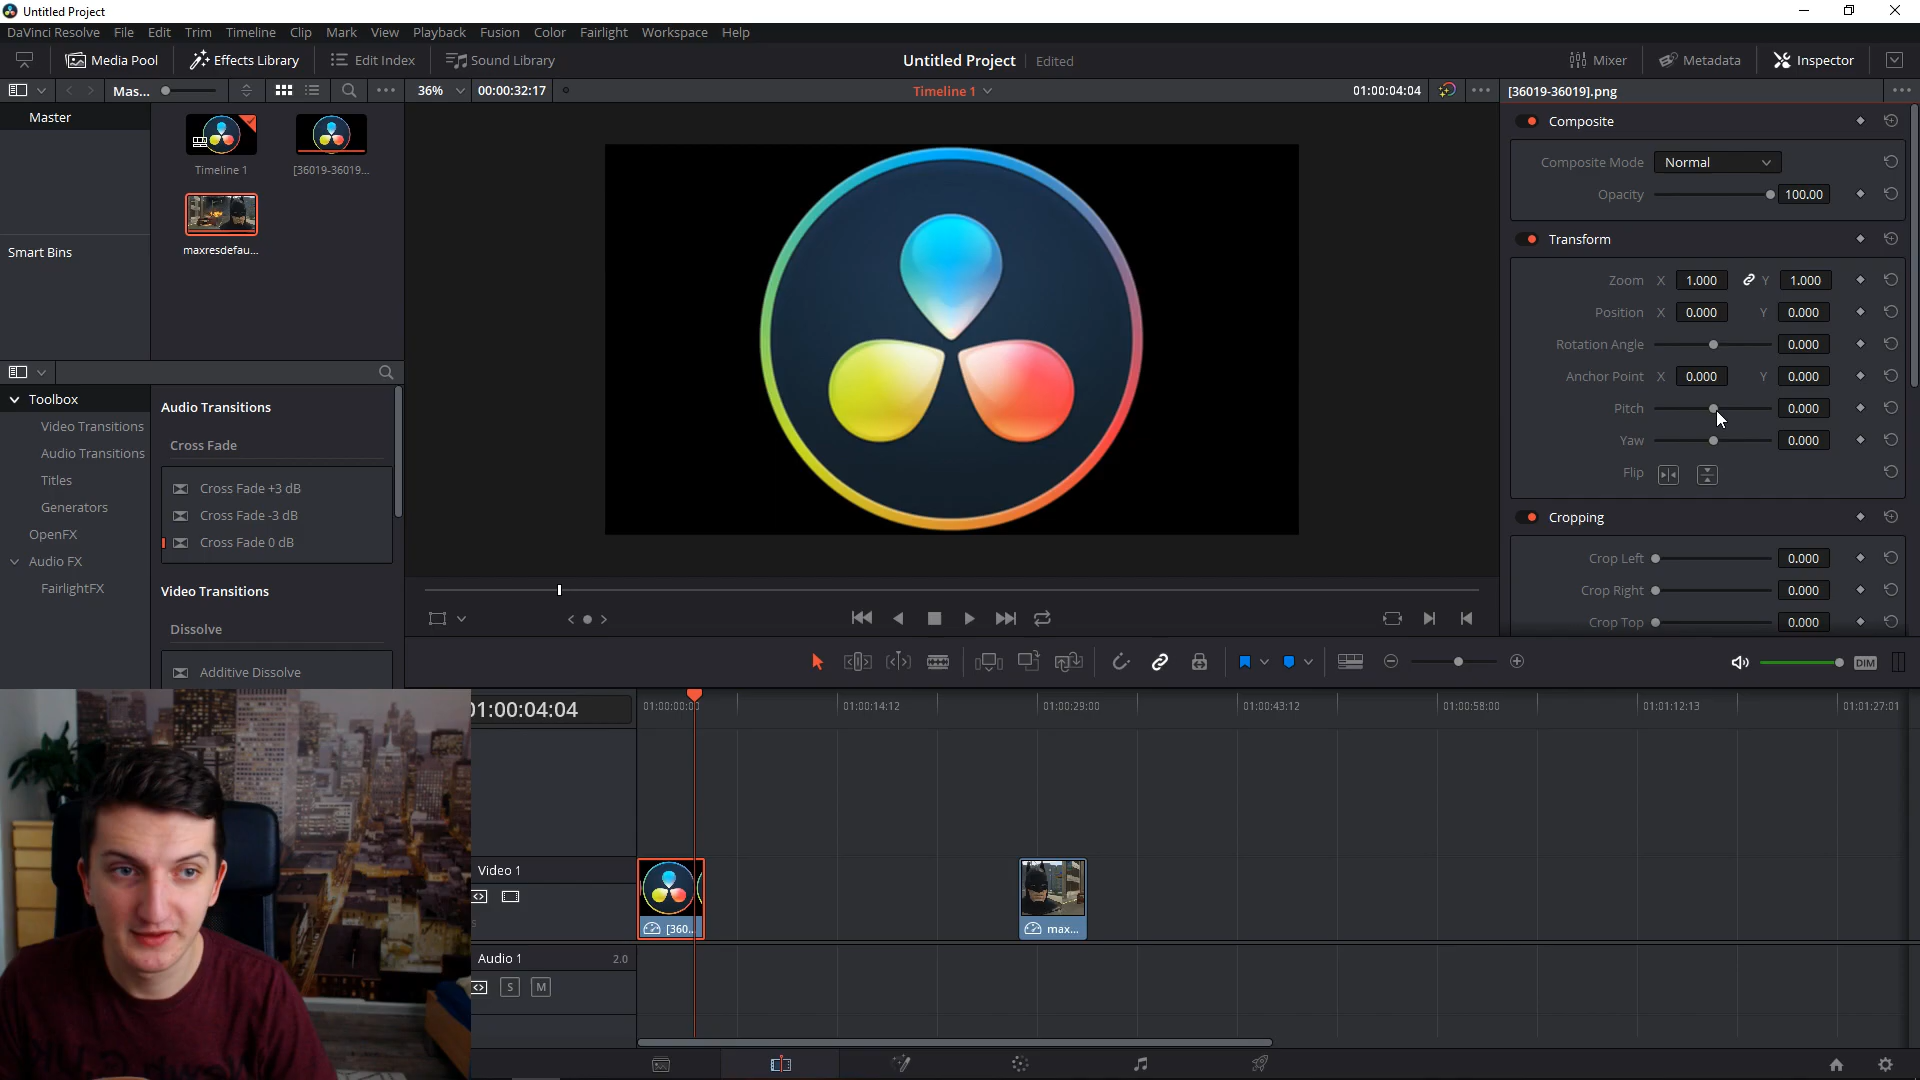 Untitled Project
DaVinci Resolve File Edit Trim Timeline Clip Mark View Playback Fusion Color Fairlight Workspace Help
Media Pool Effects Library Edit Index Sound Library Untitled Project Edited Mixer Metadata Inspector
Mas... 36% 00:00:32:17 Timeline 1 01:00:04:04 [36019-36019].png
Master
Timeline 1 [36019-36019...
maxresdefau...
Smart Bins
Composite
Composite Mode Normal
Opacity 100.00
Transform
Zoom X 1.000 Y 1.000
Position X 0.000 Y 0.000
Rotation Angle 0.000
Anchor Point X 0.000 Y 0.000
Pitch 0.000
Yaw 0.000
Flip
Cropping
Crop Left 0.000
Crop Right 0.000
Crop Top 0.000
Toolbox
Video Transitions
Audio Transitions
Titles
Generators
OpenFX
Audio FX
FairlightFX
Audio Transitions
Cross Fade
Cross Fade +3 dB
Cross Fade -3 dB
Cross Fade 0 dB
Video Transitions
Dissolve
Additive Dissolve
DIM
01:00:04:04
01:00:00:00 01:00:14:12 01:00:29:00 01:00:43:12 01:00:58:00 01:01:12:13 01:01:27:01
Video 1
[360... max...
Audio 1 2.0
S M